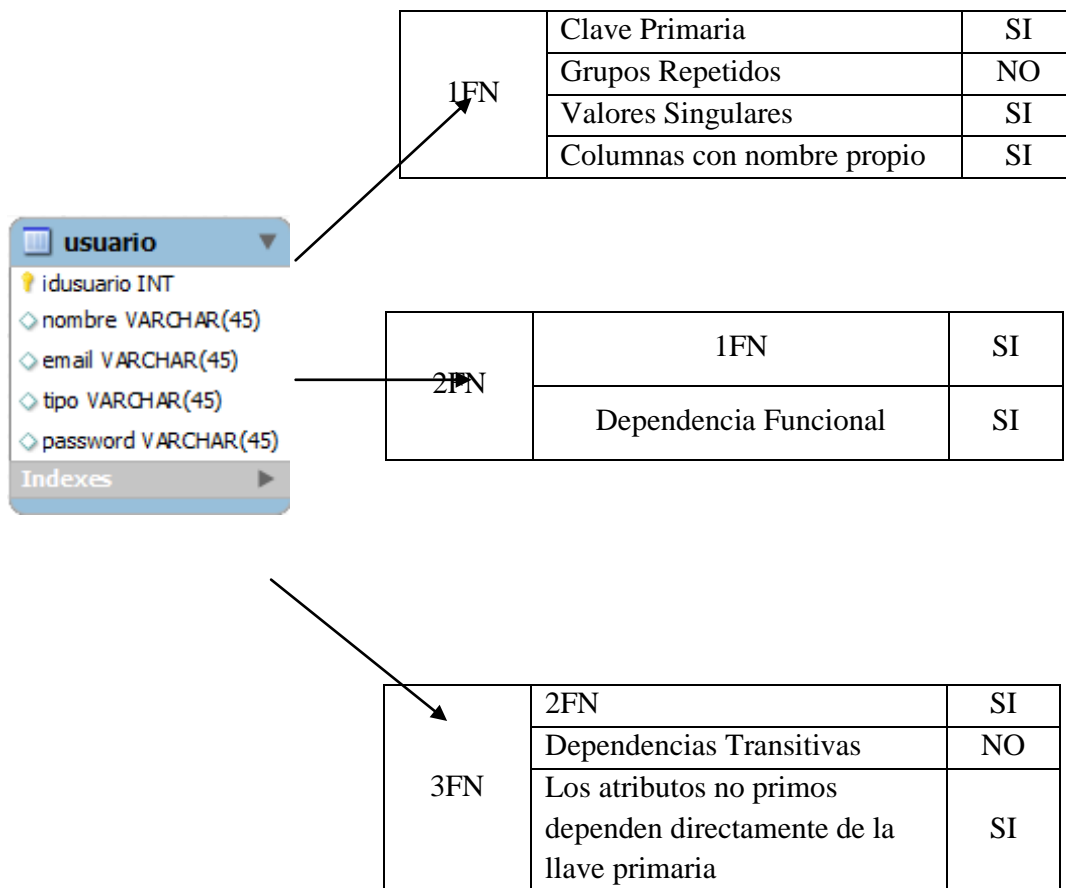 1FN
Clave Primaria SI
Grupos Repetidos NO
Valores Singulares SI
Columnas con nombre propio SI
usuario
idusuario INT
nombre VARCHAR(45)
email VARCHAR(45)
tipo VARCHAR(45)
password VARCHAR(45)
Indexes
2FN
1FN SI
Dependencia Funcional SI
3FN
2FN SI
Dependencias Transitivas NO
Los atributos no primos
dependen directamente de la SI
llave primaria